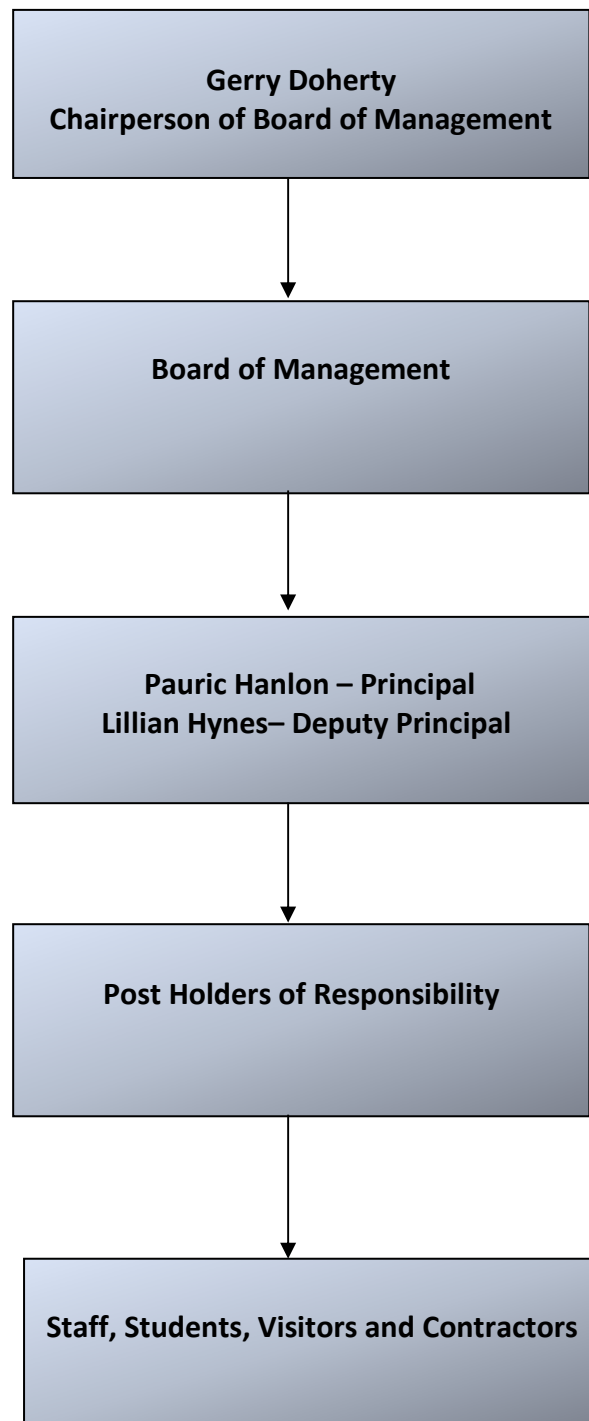 Gerry Doherty
Chairperson of Board of Management
Board of Management
Pauric Hanlon – Principal
Lillian Hynes– Deputy Principal
Post Holders of Responsibility
Staff, Students, Visitors and Contractors